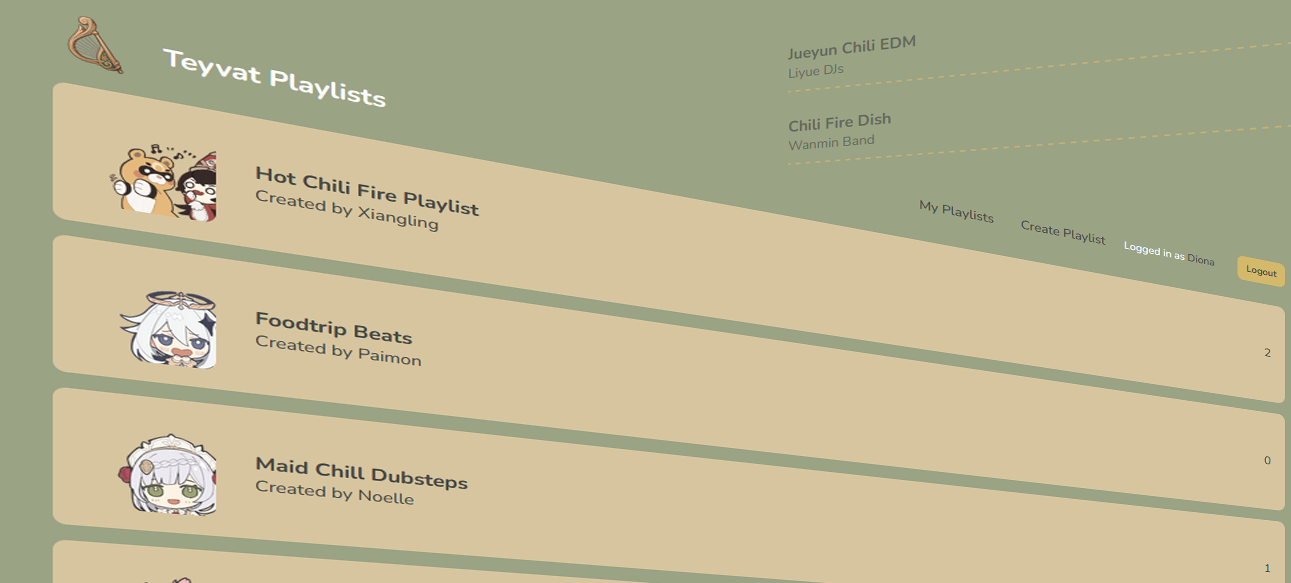 Teyvat Playlists
Jueyun Chili EDM
Liyue DJs
Chili Fire Dish
Wanmin Band
My Playlists
Create Playlist
Logged in as Diona
Logout
Hot Chili Fire Playlist
Created by Xiangling
2
Foodtrip Beats
Created by Paimon
0
Maid Chill Dubsteps
Created by Noelle
1